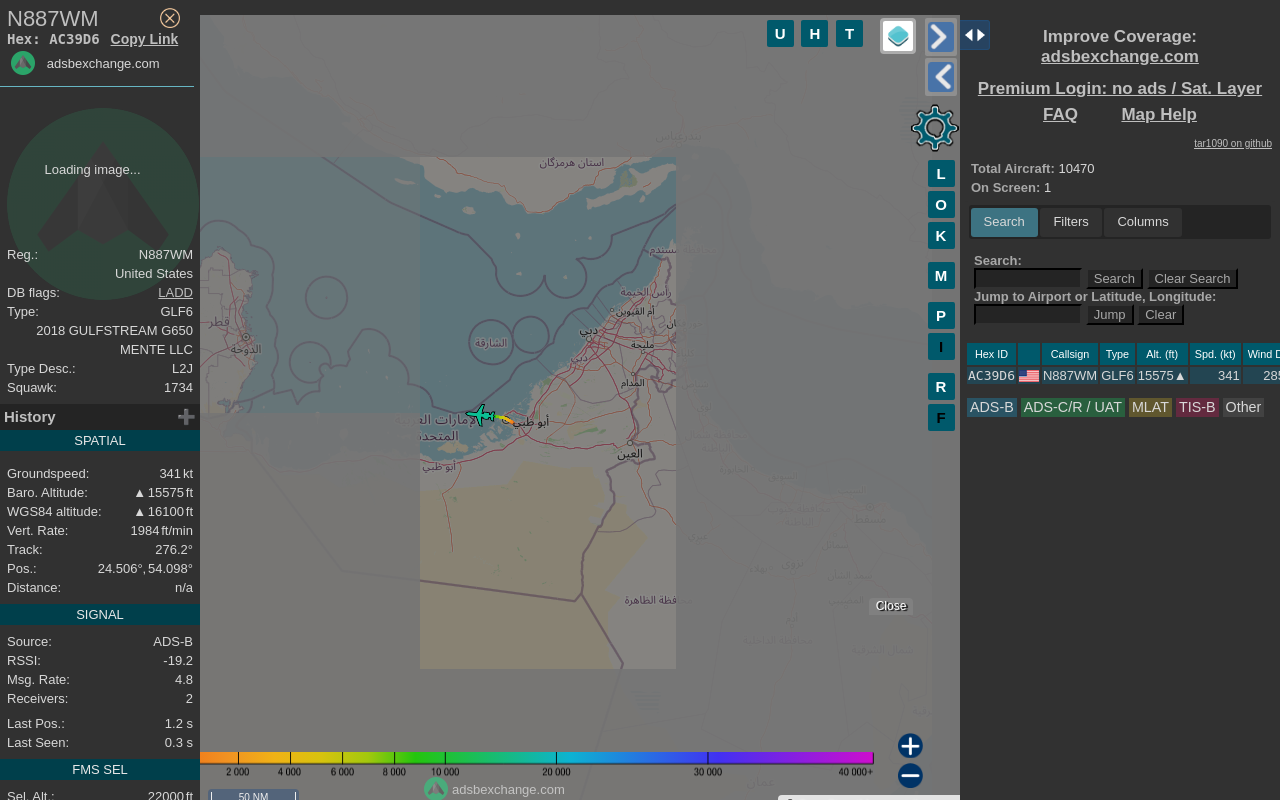 N887WM
Hex: AC39D6 Copy Link
adsbexchange.com
Loading image...
Reg.: N887WM
United States
DB flags: LADD
Type: GLF6
2018 GULFSTREAM G650
MENTE LLC
Type Desc.: L2J
Squawk: 1734
History
SPATIAL
Groundspeed: 341 kt
Baro. Altitude: ▲ 15575 ft
WGS84 altitude: ▲ 16100 ft
Vert. Rate: 1984 ft/min
Track: 276.2°
Pos.: 24.506°, 54.098°
Distance: n/a
SIGNAL
Source: ADS-B
RSSI: -19.2
Msg. Rate: 4.8
Receivers: 2
Last Pos.: 1.2 s
Last Seen: 0.3 s
FMS SEL
Sel. Alt.: 22000 ft
U H T
L
O
K
M
P
I
R
F
استان هرمزگان
رأس الخيمة
أم القيوين
دبي
دبي
مليحة
الشارقة
المدام
قطر
الدوحة
أبو ظبي
أبو ظبي
العين
مسقط
Close
2 000 4 000 6 000 8 000 10 000 20 000 30 000 40 000+
adsbexchange.com
50 NM
Improve Coverage:
adsbexchange.com
Premium Login: no ads / Sat. Layer
FAQ Map Help
tar1090 on github
Total Aircraft: 10470
On Screen: 1
Search Filters Columns
Search:
Search Clear Search
Jump to Airport or Latitude, Longitude:
Jump Clear
Hex ID Callsign Type Alt. (ft) Spd. (kt) Wind D
AC39D6 N887WM GLF6 15575▲ 341 285
ADS-B ADS-C/R / UAT MLAT TIS-B Other